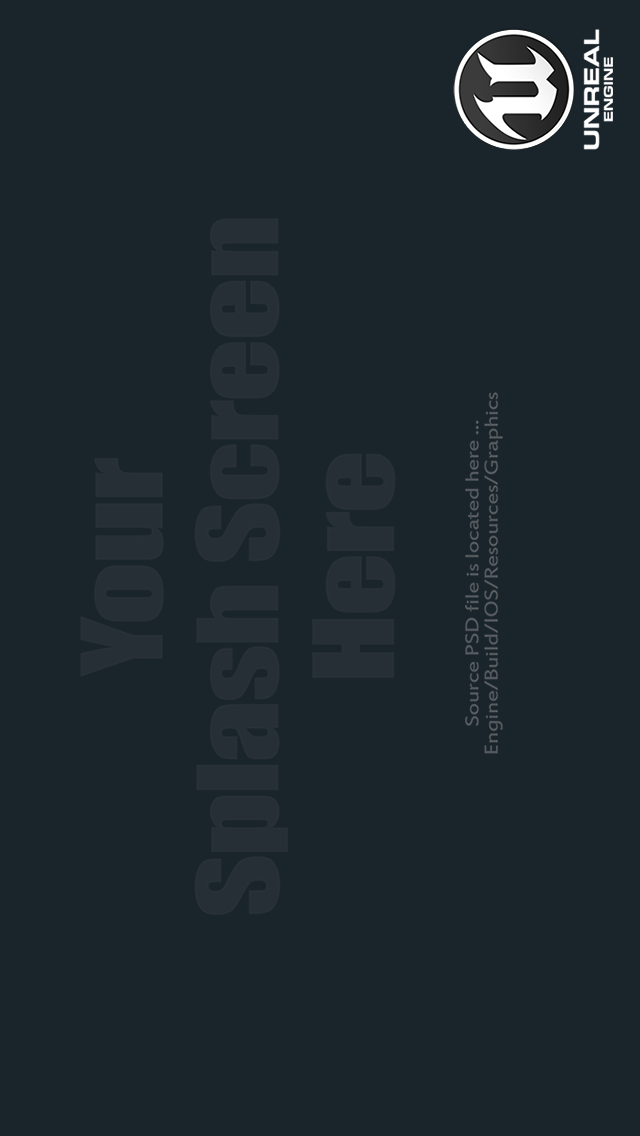 Your
Splash Screen
Here
Source PSD file is located here ...
Engine/Build/IOS/Resources/Graphics
UNREAL
ENGINE